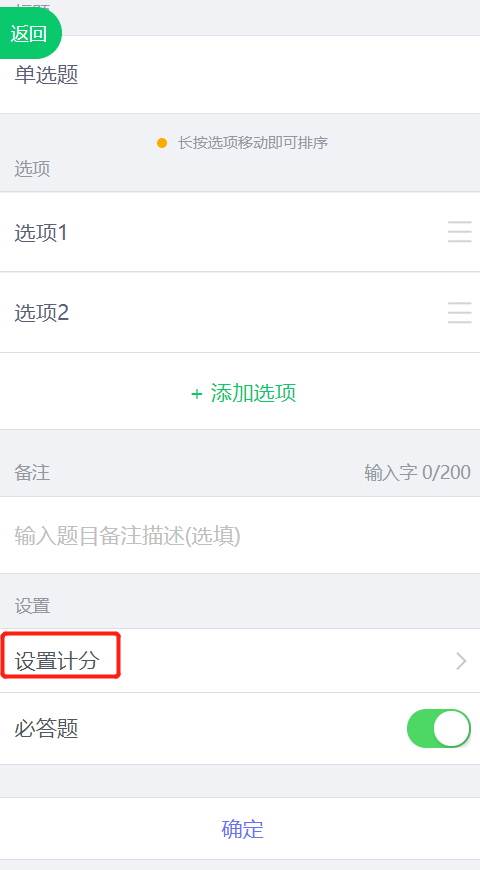 返回
单选题
长按选项移动即可排序
选项
选项1
选项2
+ 添加选项
备注 输入字 0/200
输入题目备注描述(选填)
设置
设置计分
必答题
确定